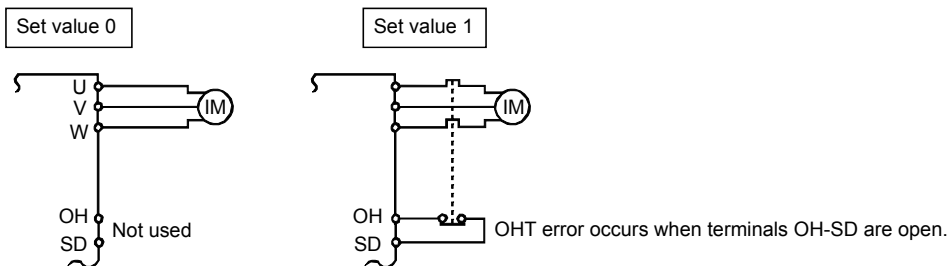 Set value 0
Set value 1
U
V
W
IM
IM
OH
SD
Not used
OH
SD
OHT error occurs when terminals OH-SD are open.